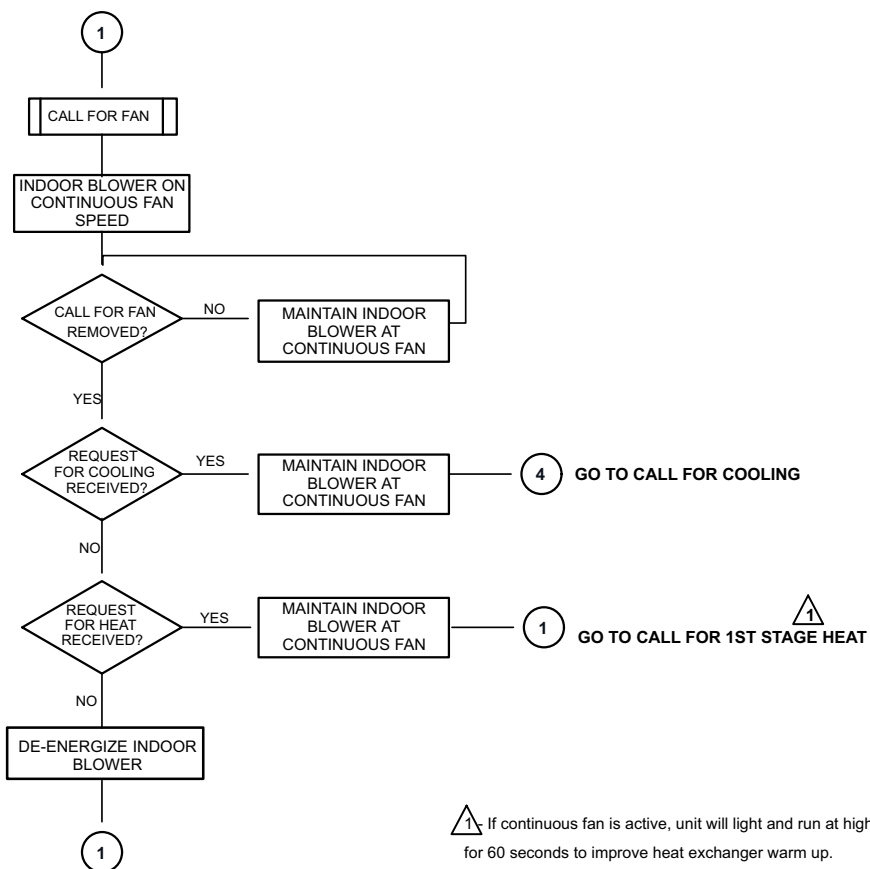 1
CALL FOR FAN
INDOOR BLOWER ON
CONTINUOUS FAN
SPEED
CALL FOR FAN
REMOVED?
NO
MAINTAIN INDOOR
BLOWER AT
CONTINUOUS FAN
YES
REQUEST
FOR COOLING
RECEIVED?
YES
MAINTAIN INDOOR
BLOWER AT
CONTINUOUS FAN
4
GO TO CALL FOR COOLING
NO
REQUEST
FOR HEAT
RECEIVED?
YES
MAINTAIN INDOOR
BLOWER AT
CONTINUOUS FAN
1
1
GO TO CALL FOR 1ST STAGE HEAT
NO
DE-ENERGIZE INDOOR
BLOWER
1
1 - If continuous fan is active, unit will light and run at high
for 60 seconds to improve heat exchanger warm up.